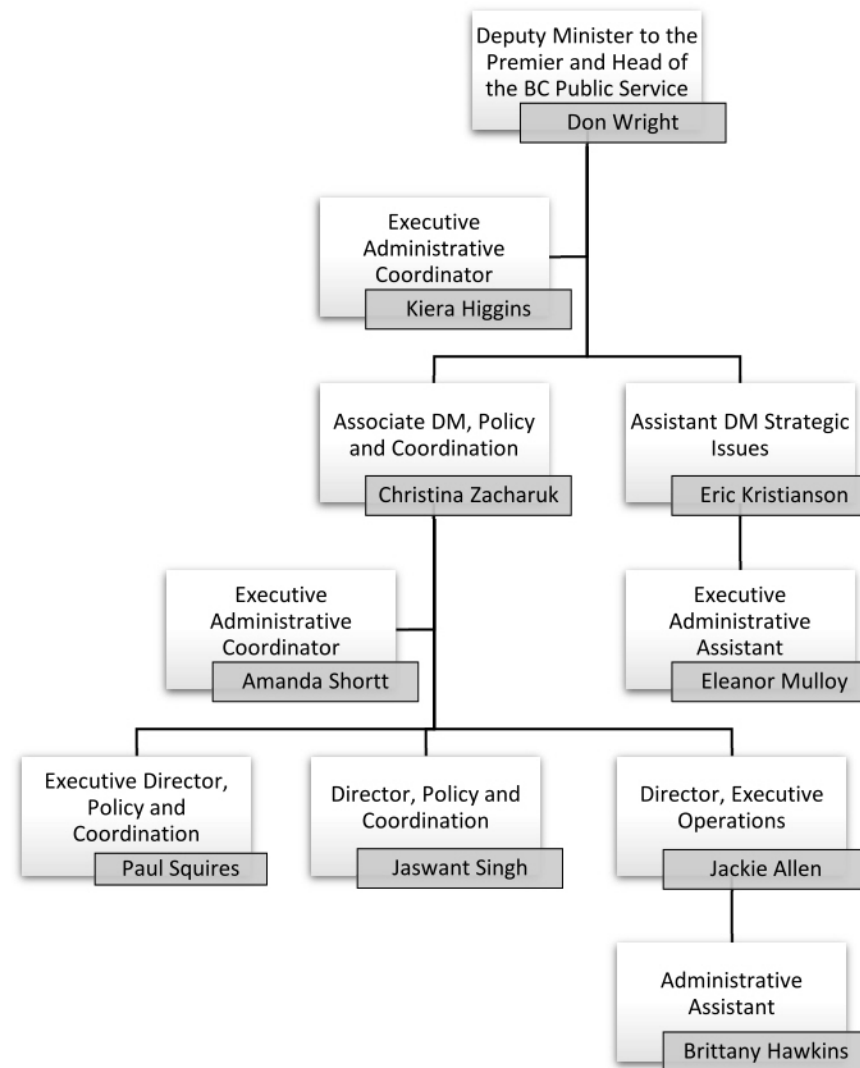 Deputy Minister to the
Premier and Head of
the BC Public Service
Don Wright
Executive
Administrative
Coordinator
Kiera Higgins
Associate DM, Policy
and Coordination
Christina Zacharuk
Assistant DM Strategic
Issues
Eric Kristianson
Executive
Administrative
Coordinator
Amanda Shortt
Executive
Administrative
Assistant
Eleanor Mulloy
Executive Director,
Policy and
Coordination
Paul Squires
Director, Policy and
Coordination
Jaswant Singh
Director, Executive
Operations
Jackie Allen
Administrative
Assistant
Brittany Hawkins